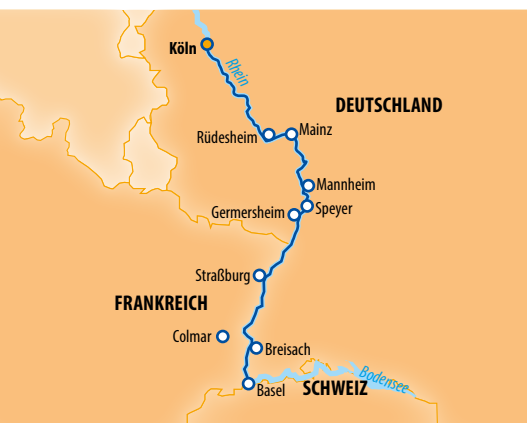 Köln
Rhein
DEUTSCHLAND
Rüdesheim
Mainz
Mannheim
Speyer
Germersheim
Straßburg
FRANKREICH
Colmar
Breisach
Bodensee
Basel
SCHWEIZ